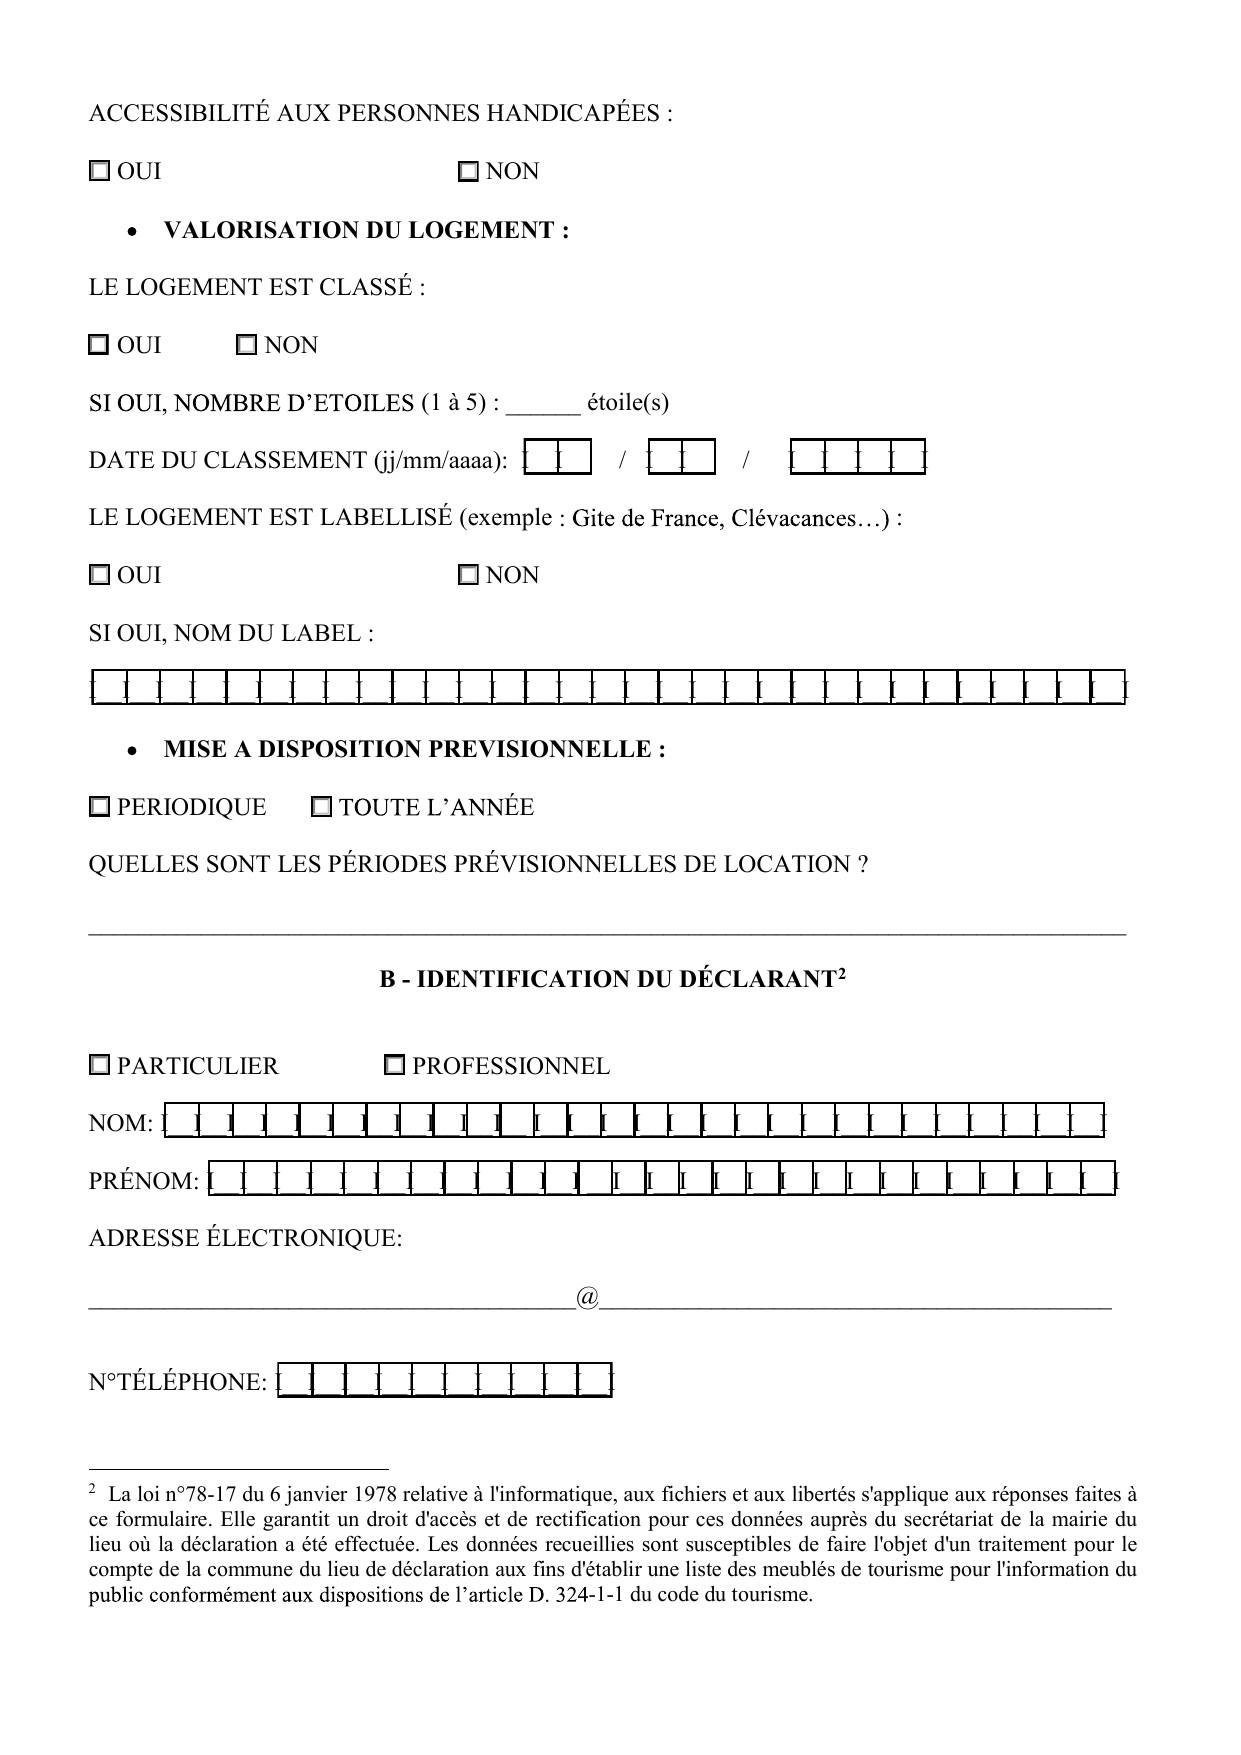 ACCESSIBILITÉ AUX PERSONNES HANDICAPÉES :
☐ OUI ☐ NON
• VALORISATION DU LOGEMENT :
LE LOGEMENT EST CLASSÉ :
☐ OUI ☐ NON
SI OUI, NOMBRE D’ETOILES (1 à 5) : ______ étoile(s)
DATE DU CLASSEMENT (jj/mm/aaaa): / /
LE LOGEMENT EST LABELLISÉ (exemple : Gite de France, Clévacances…) :
☐ OUI ☐ NON
SI OUI, NOM DU LABEL :
• MISE A DISPOSITION PREVISIONNELLE :
☐ PERIODIQUE ☐ TOUTE L’ANNÉE
QUELLES SONT LES PÉRIODES PRÉVISIONNELLES DE LOCATION ?
B - IDENTIFICATION DU DÉCLARANT²
☐ PARTICULIER ☐ PROFESSIONNEL
NOM:
PRÉNOM:
ADRESSE ÉLECTRONIQUE:
@
N°TÉLÉPHONE:
² La loi n°78-17 du 6 janvier 1978 relative à l'informatique, aux fichiers et aux libertés s'applique aux réponses faites à
ce formulaire. Elle garantit un droit d'accès et de rectification pour ces données auprès du secrétariat de la mairie du
lieu où la déclaration a été effectuée. Les données recueillies sont susceptibles de faire l'objet d'un traitement pour le
compte de la commune du lieu de déclaration aux fins d'établir une liste des meublés de tourisme pour l'information du
public conformément aux dispositions de l’article D. 324-1-1 du code du tourisme.